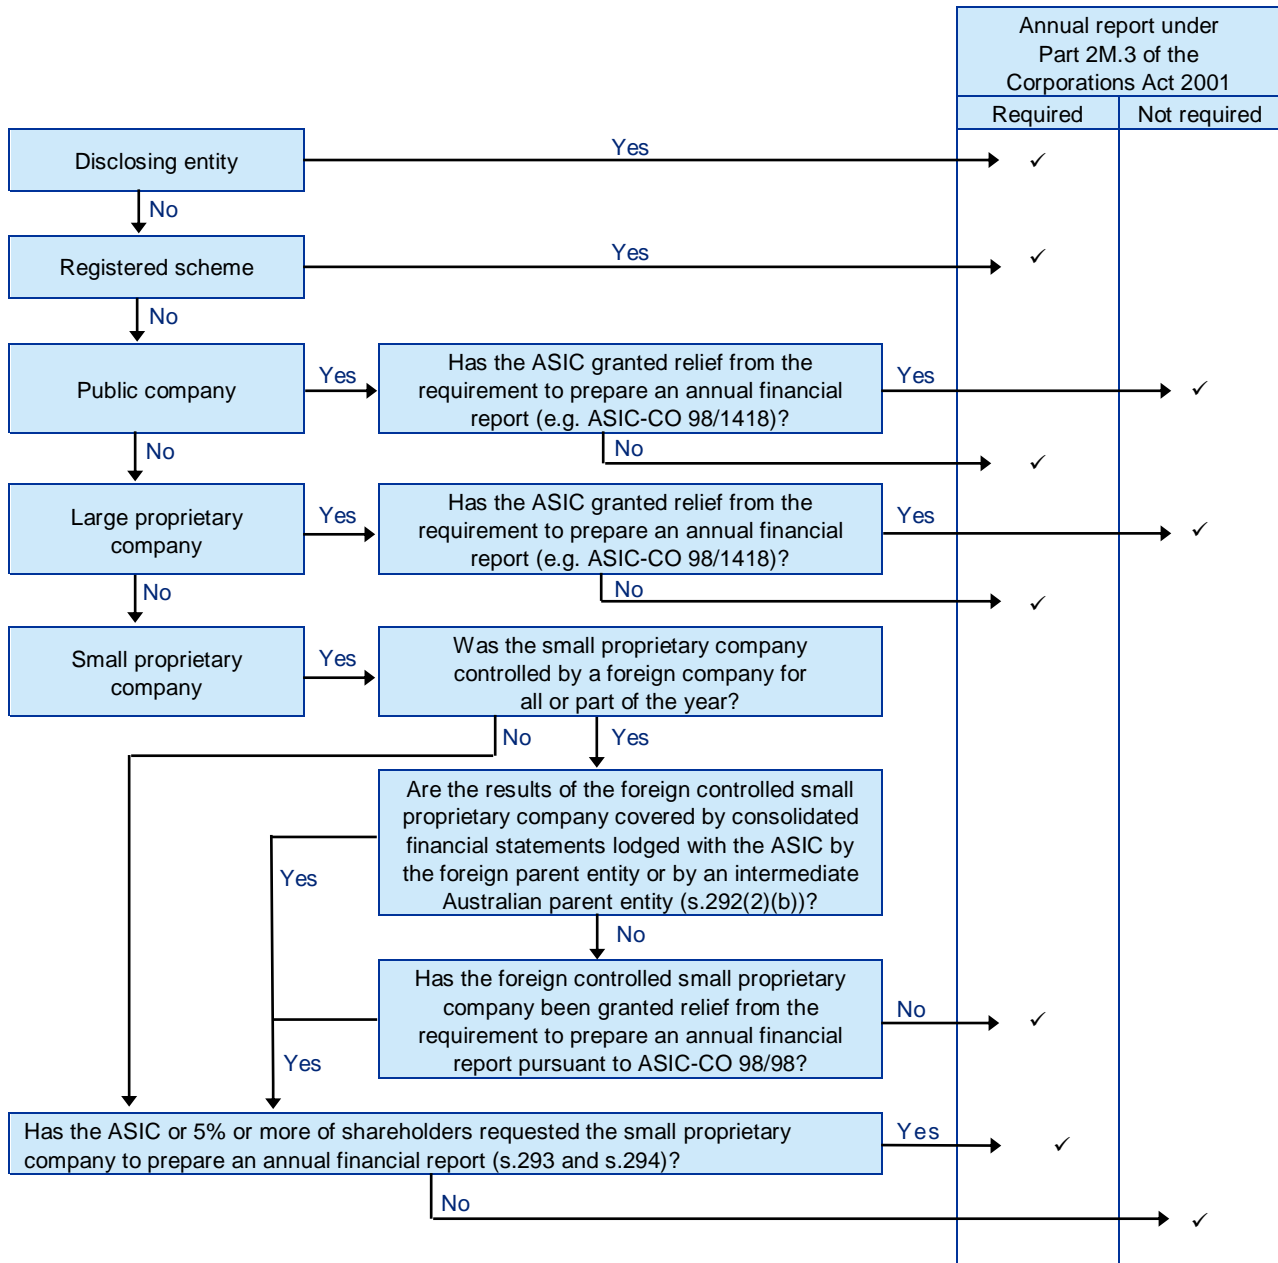 Annual report under
Part 2M.3 of the
Corporations Act 2001
Required
Not required
Disclosing entity
Yes
✓
No
Registered scheme
Yes
✓
No
Public company
Yes
Has the ASIC granted relief from the
requirement to prepare an annual financial
report (e.g. ASIC-CO 98/1418)?
Yes
✓
No
✓
No
Large proprietary
company
Yes
Has the ASIC granted relief from the
requirement to prepare an annual financial
report (e.g. ASIC-CO 98/1418)?
Yes
✓
No
✓
No
Small proprietary
company
Yes
Was the small proprietary company
controlled by a foreign company for
all or part of the year?
No
Yes
Are the results of the foreign controlled small
proprietary company covered by consolidated
financial statements lodged with the ASIC by
the foreign parent entity or by an intermediate
Australian parent entity (s.292(2)(b))?
Yes
No
Has the foreign controlled small proprietary
company been granted relief from the
requirement to prepare an annual financial
report pursuant to ASIC-CO 98/98?
No
✓
Yes
Has the ASIC or 5% or more of shareholders requested the small proprietary
company to prepare an annual financial report (s.293 and s.294)?
Yes
✓
No
✓